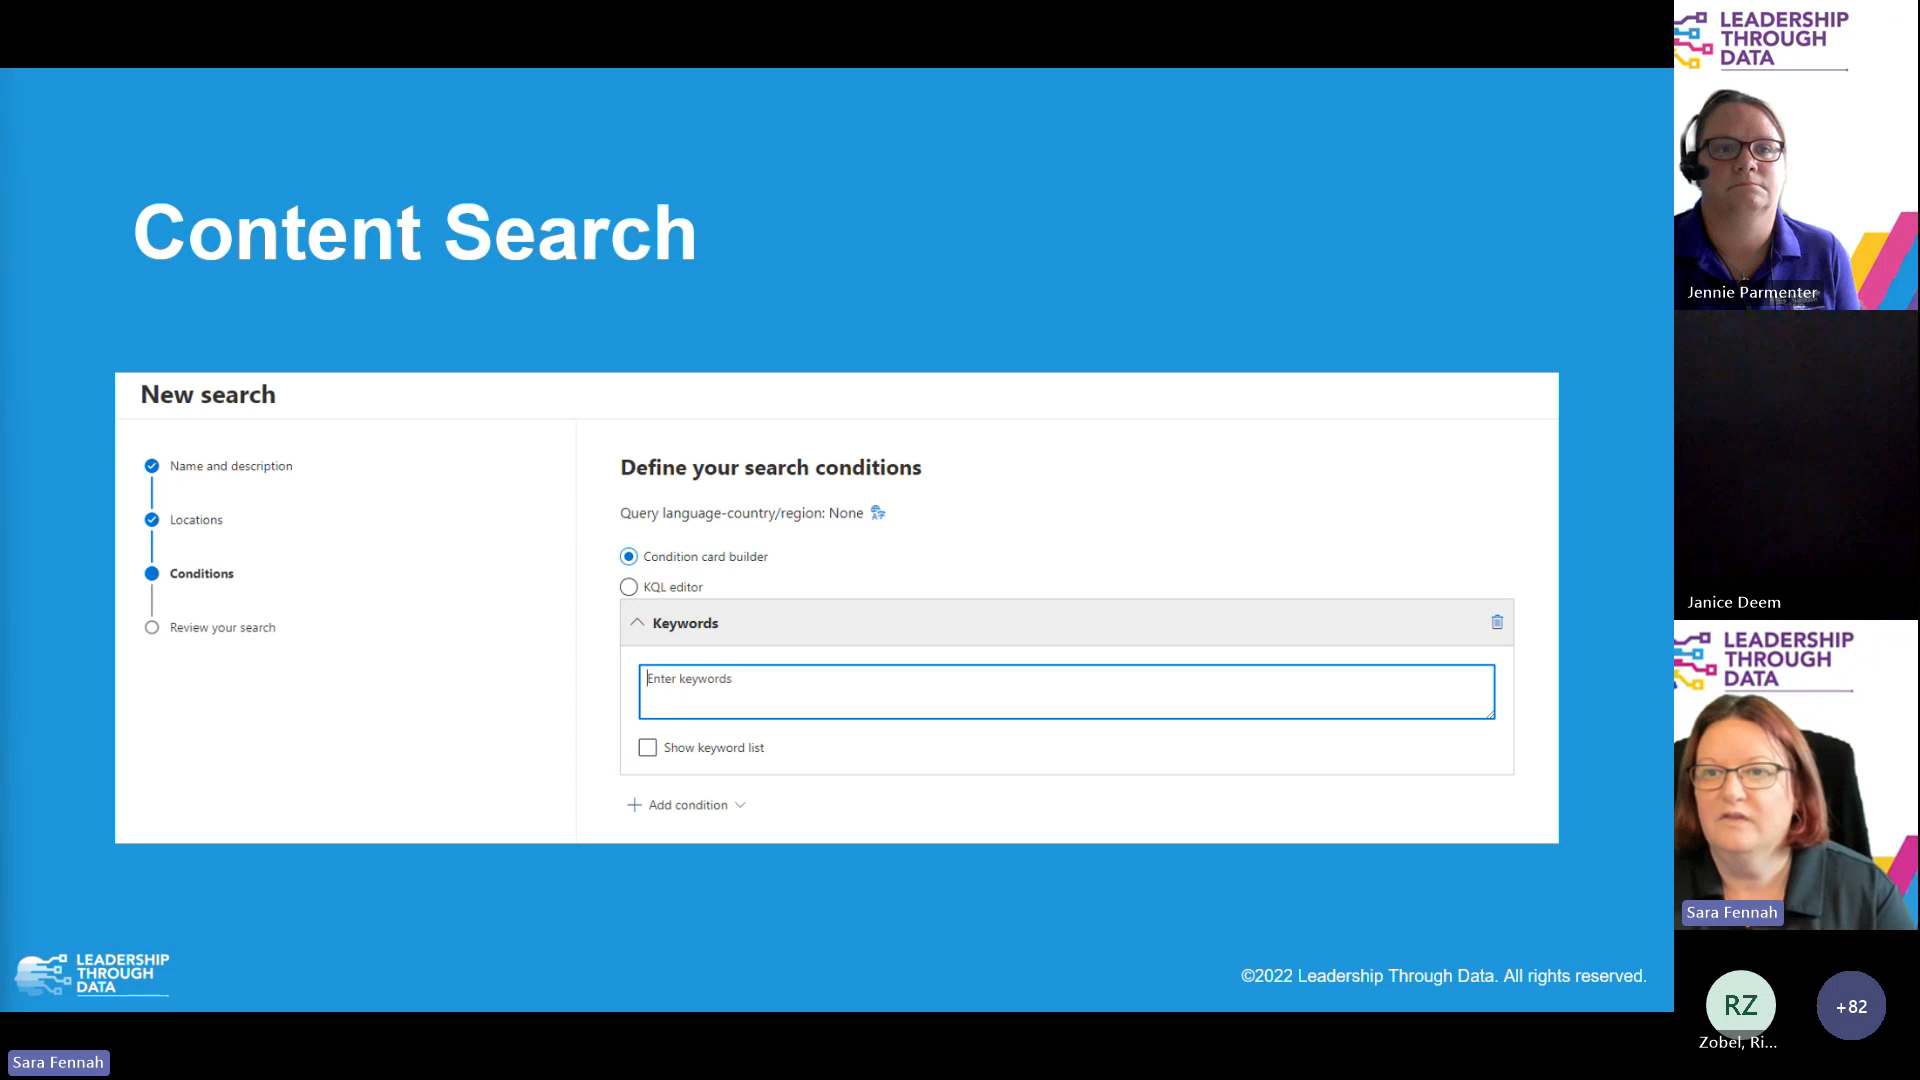 Content Search
New search
Name and description
Locations
Conditions
Review your search
Define your search conditions
Query language-country/region: None
Condition card builder
KQL editor
Keywords
Enter keywords
Show keyword list
Add condition
LEADERSHIP
THROUGH
DATA
©2022 Leadership Through Data. All rights reserved.
Sara Fennah
LEADERSHIP
THROUGH
DATA
Jennie Parmenter
Janice Deem
LEADERSHIP
THROUGH
DATA
Sara Fennah
RZ
Zobel, Ri...
+82